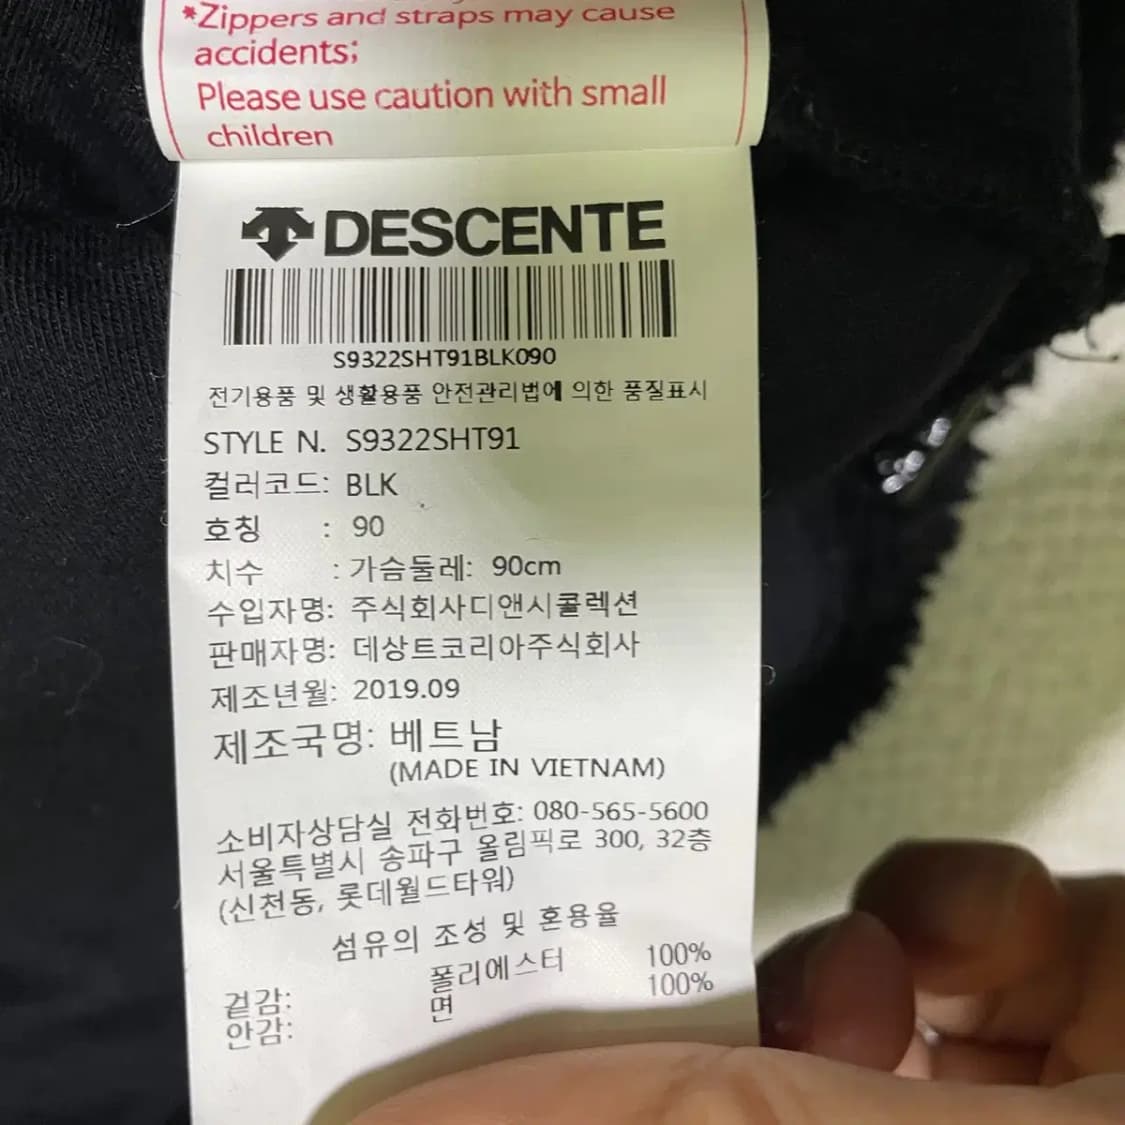 *Zippers and straps may cause
accidents;
Please use caution with small
children
DESCENTE
S9322SHT91BLK090
전기용품 및 생활용품 안전관리법에 의한 품질표시
STYLE N. S9322SHT91
컬러코드: BLK
호칭 : 90
치수 : 가슴둘레: 90cm
수입자명: 주식회사디앤시콜렉션
판매자명: 데상트코리아주식회사
제조년월: 2019.09
제조국명: 베트남
(MADE IN VIETNAM)
소비자상담실 전화번호: 080-565-5600
서울특별시 송파구 올림픽로 300, 32층
(신천동, 롯데월드타워)
섬유의 조성 및 혼용율
겉감: 폴리에스터 100%
안감: 면 100%